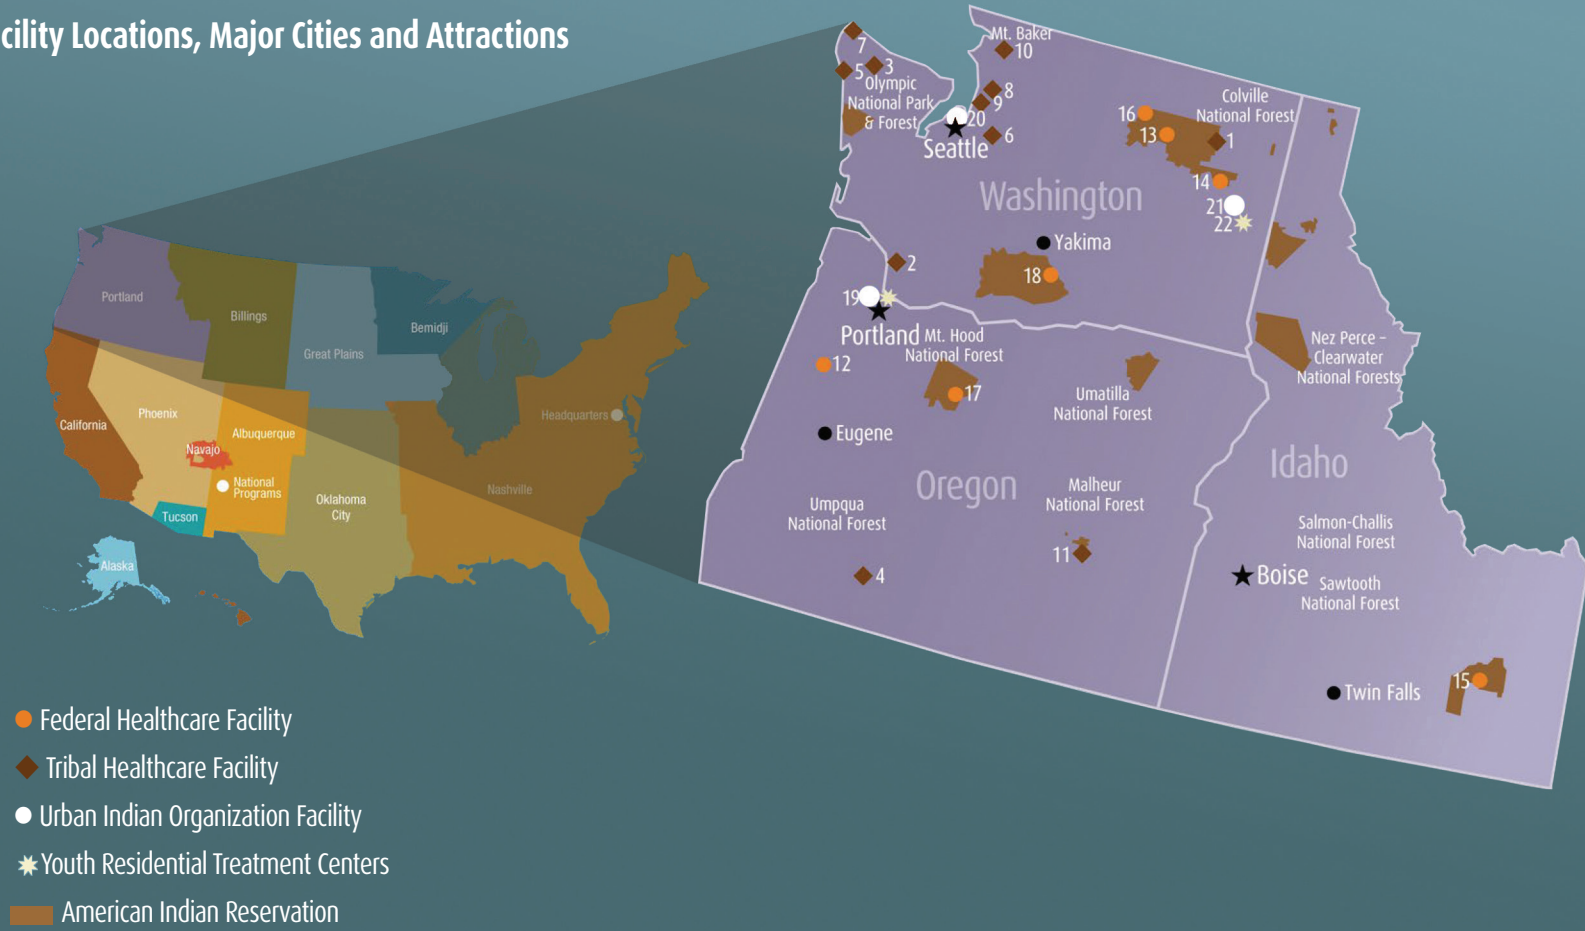 cility Locations, Major Cities and Attractions
Portland
Billings
Great Plains
Bemidji
California
Phoenix
Navajo
Albuquerque
National
Programs
Tucson
Oklahoma
City
Headquarters
Nashville
Alaska
7
5
3
Olympic
National Park
& Forest
Mt. Baker
10
8
9
20
Seattle
6
Colville
National Forest
16
13
1
14
21
22
Washington
Yakima
18
2
19
Portland
Mt. Hood
National Forest
12
17
Umatilla
National Forest
Nez Perce –
Clearwater
National Forests
Eugene
Oregon
Idaho
Umpqua
National Forest
Malheur
National Forest
11
4
Salmon-Challis
National Forest
Boise
Sawtooth
National Forest
Twin Falls
15
Federal Healthcare Facility
Tribal Healthcare Facility
Urban Indian Organization Facility
Youth Residential Treatment Centers
American Indian Reservation